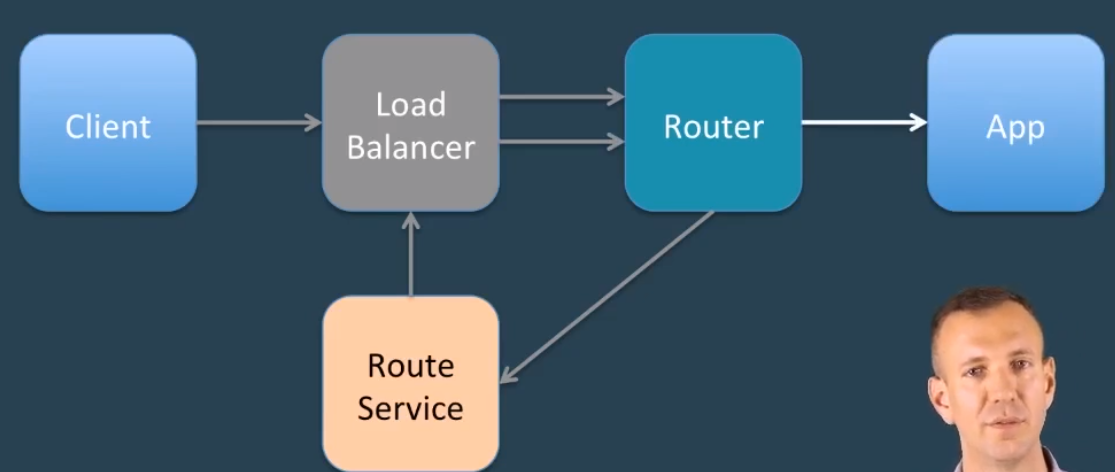 Client
Load
Balancer
Router
App
Route
Service